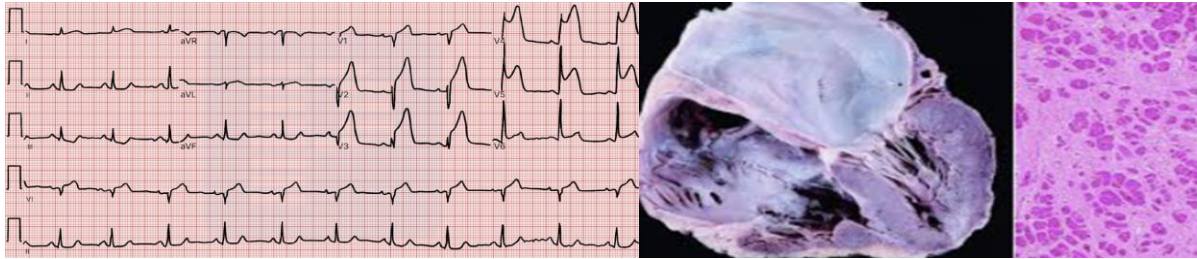 I aVR V1 V4
II aVL V2 V5
III aVF V3 V6
V1
II